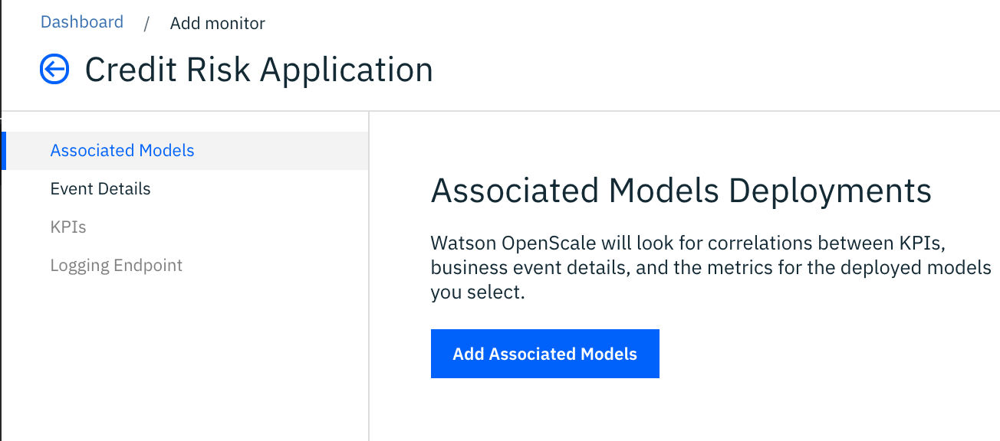 Dashboard / Add monitor
Credit Risk Application
Associated Models
Event Details
KPIs
Logging Endpoint
Associated Models Deployments
Watson OpenScale will look for correlations between KPIs,
business event details, and the metrics for the deployed models
you select.
Add Associated Models